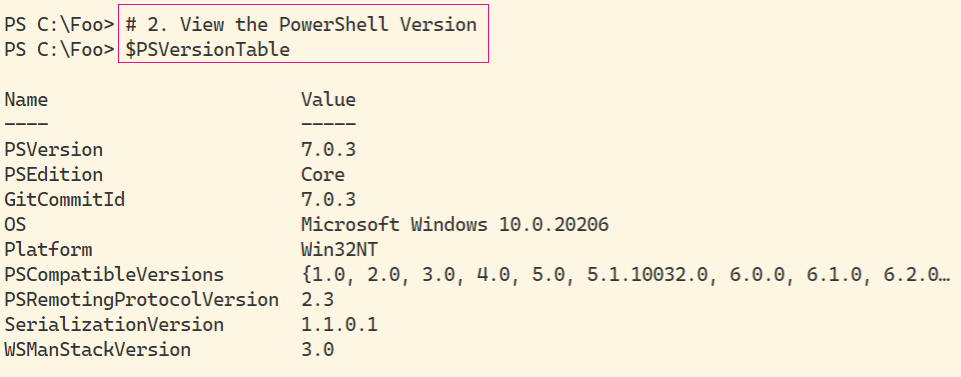 PS C:\Foo> # 2. View the PowerShell Version
PS C:\Foo> $PSVersionTable
Name                           Value
----                           -----
PSVersion                      7.0.3
PSEdition                      Core
GitCommitId                    7.0.3
OS                             Microsoft Windows 10.0.20206
Platform                       Win32NT
PSCompatibleVersions           {1.0, 2.0, 3.0, 4.0, 5.0, 5.1.10032.0, 6.0.0, 6.1.0, 6.2.0…
PSRemotingProtocolVersion      2.3
SerializationVersion           1.1.0.1
WSManStackVersion              3.0